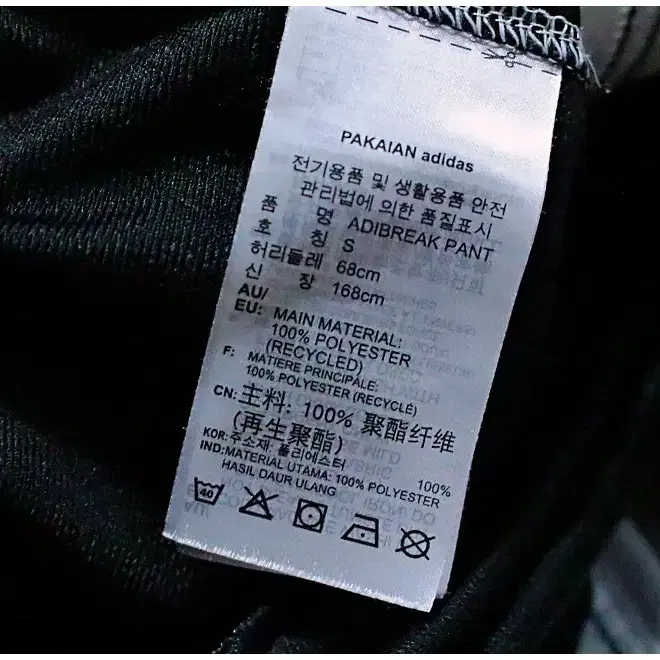 PAKAIAN adidas
전기용품 및 생활용품 안전
관리법에 의한 품질표시
품 명 ADIBREAK PANT
호 칭 S
허리둘레 68cm
신 장 168cm
AU/
EU: MAIN MATERIAL:
100% POLYESTER
(RECYCLED)
F: MATIERE PRINCIPALE:
100% POLYESTER (RECYCLÉ)
CN: 主料: 100% 聚酯纤维
(再生聚酯)
KOR: 주소재: 폴리에스터 100%
IND: MATERIAL UTAMA: 100% POLYESTER
HASIL DAUR ULANG
40